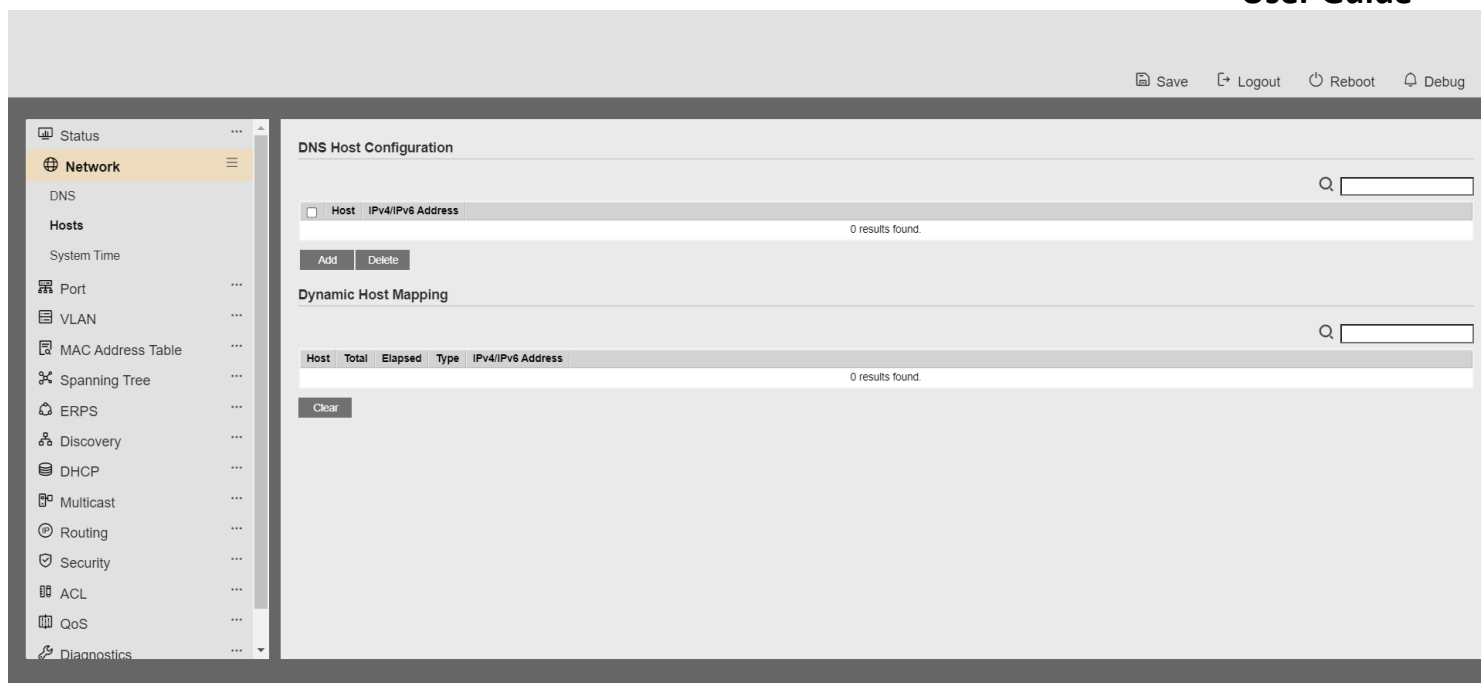 User Guide
Save Logout Reboot Debug
Status
Network
DNS
Hosts
System Time
Port
VLAN
MAC Address Table
Spanning Tree
ERPS
Discovery
DHCP
Multicast
Routing
Security
ACL
QoS
Diagnostics
DNS Host Configuration
Host IPv4/IPv6 Address
0 results found.
Add Delete
Dynamic Host Mapping
Host Total Elapsed Type IPv4/IPv6 Address
0 results found.
Clear